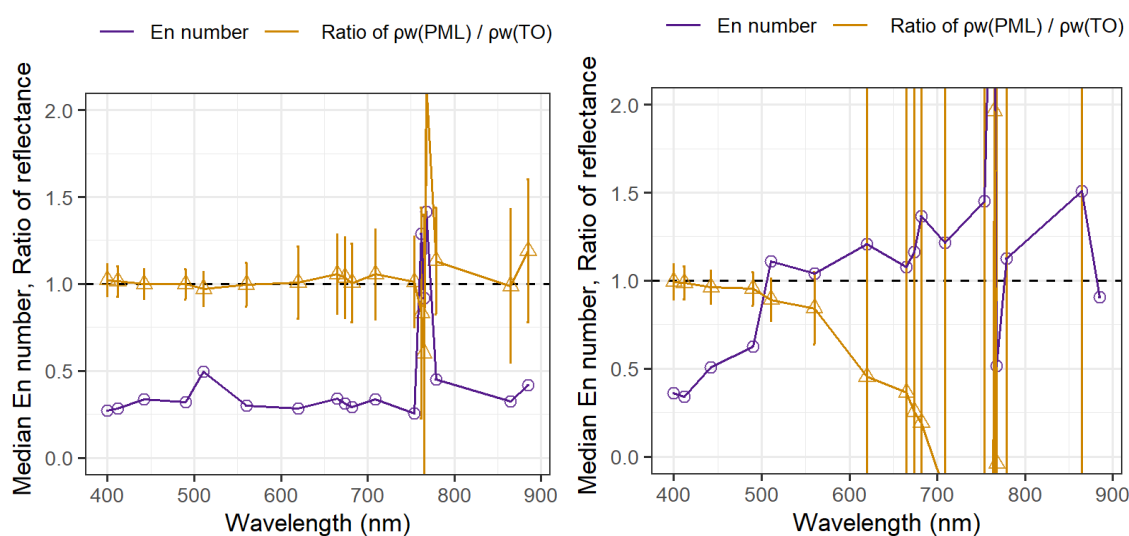 En number Ratio of ρw(PML) / ρw(TO)
Median En number, Ratio of reflectance
2.0
1.5
1.0
0.5
0.0
400 500 600 700 800 900
Wavelength (nm)
En number Ratio of ρw(PML) / ρw(TO)
Median En number, Ratio of reflectance
2.0
1.5
1.0
0.5
0.0
400 500 600 700 800 900
Wavelength (nm)